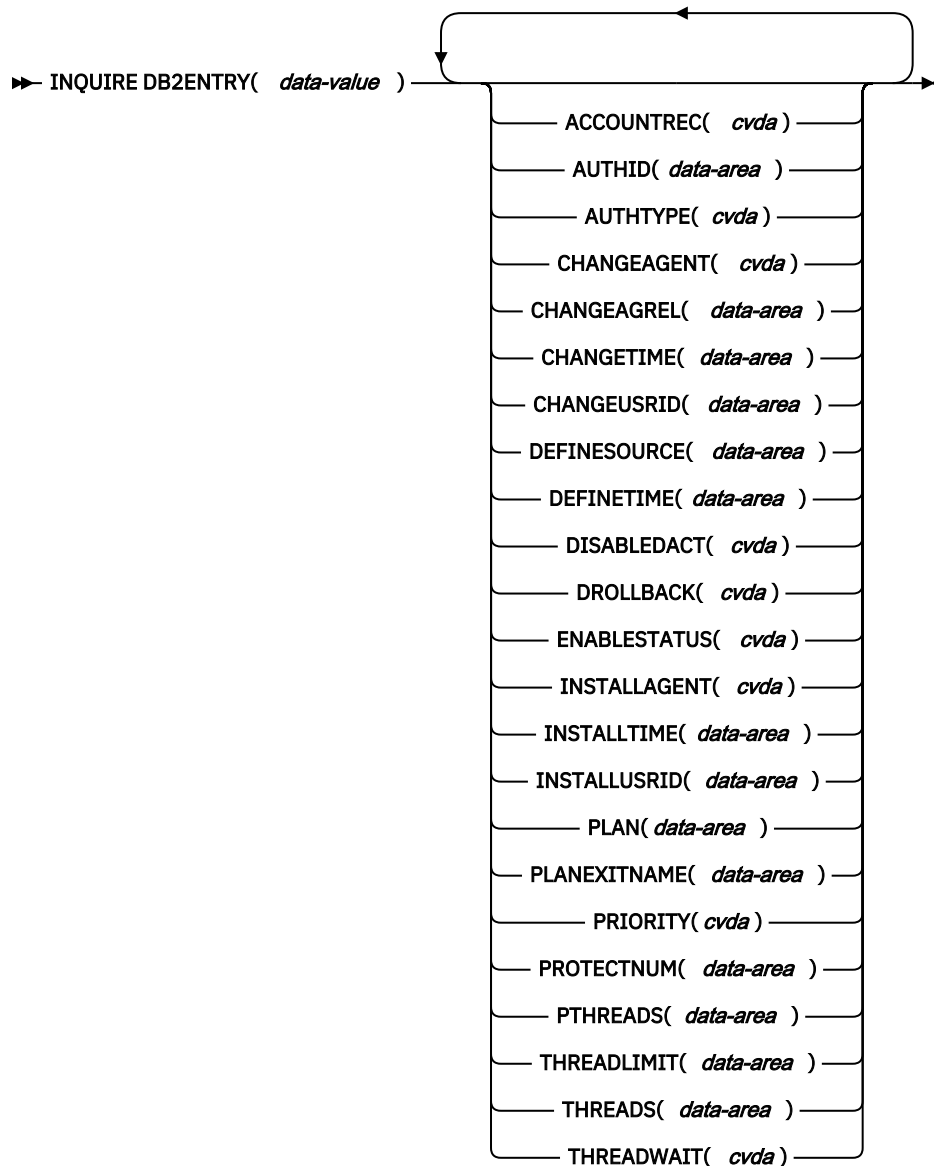 INQUIRE DB2ENTRY( data-value )
ACCOUNTREC( cvda )
AUTHID( data-area )
AUTHTYPE( cvda )
CHANGEAGENT( cvda )
CHANGEAGREL( data-area )
CHANGETIME( data-area )
CHANGEUSRID( data-area )
DEFINESOURCE( data-area )
DEFINETIME( data-area )
DISABLEDACT( cvda )
DROLLBACK( cvda )
ENABLESTATUS( cvda )
INSTALLAGENT( cvda )
INSTALLTIME( data-area )
INSTALLUSRID( data-area )
PLAN( data-area )
PLANEXITNAME( data-area )
PRIORITY( cvda )
PROTECTNUM( data-area )
PTHREADS( data-area )
THREADLIMIT( data-area )
THREADS( data-area )
THREADWAIT( cvda )